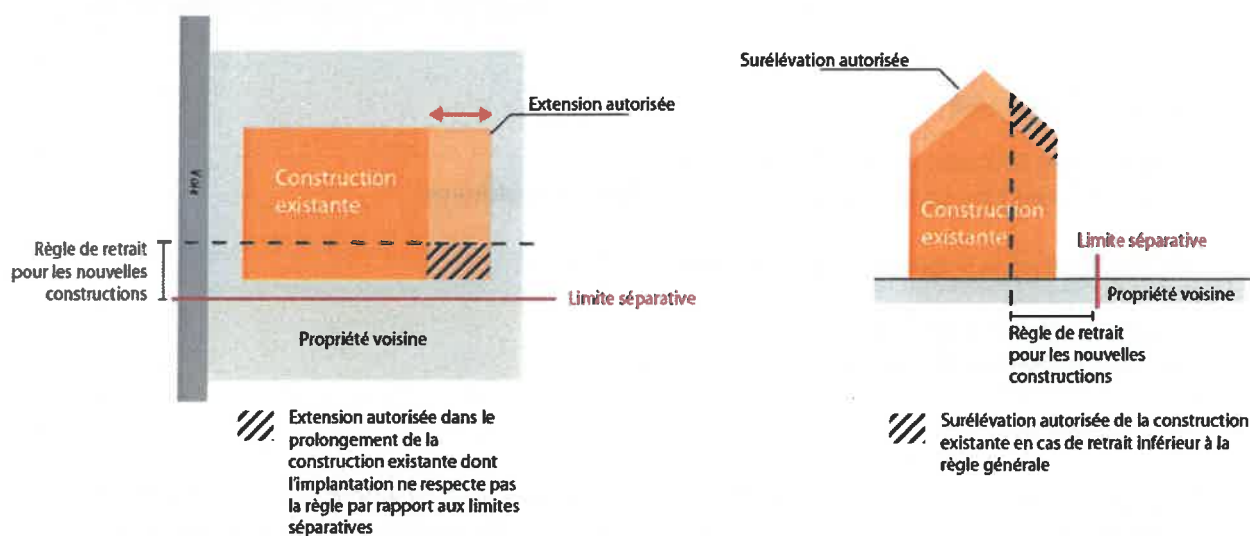 Voie
Extension autorisée
Construction
existante
Règle de retrait
pour les nouvelles
constructions
Limite séparative
Propriété voisine
Extension autorisée dans le
prolongement de la
construction existante dont
l'implantation ne respecte pas
la règle par rapport aux limites
séparatives
Surélévation autorisée
Construction
existante
Limite séparative
Propriété voisine
Règle de retrait
pour les nouvelles
constructions
Surélévation autorisée de la construction
existante en cas de retrait inférieur à la
règle générale